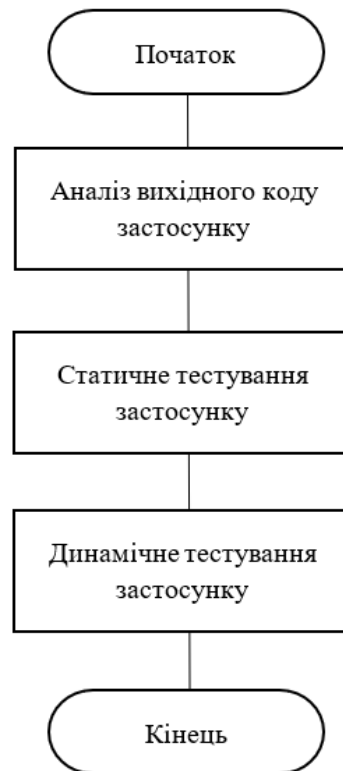 Початок
Аналіз вихідного коду
застосунку
Статичне тестування
застосунку
Динамічне тестування
застосунку
Кінець